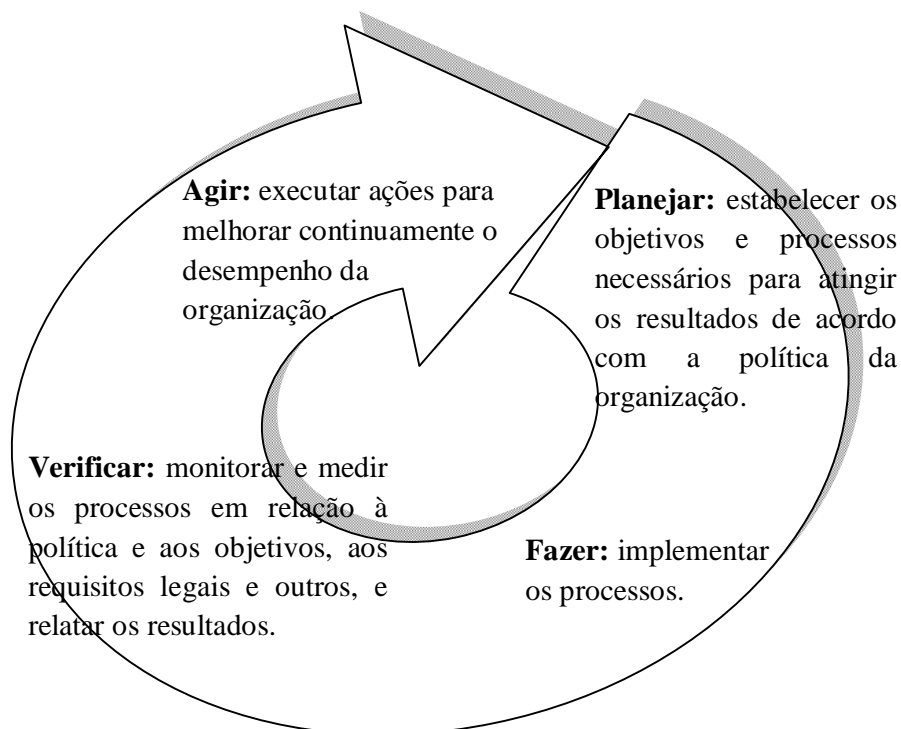 Agir: executar ações para
melhorar continuamente o
desempenho da
organização.
Planejar: estabelecer os
objetivos e processos
necessários para atingir
os resultados de acordo
com a política da
organização.
Verificar: monitorar e medir
os processos em relação à
política e aos objetivos, aos
requisitos legais e outros, e
relatar os resultados.
Fazer: implementar
os processos.